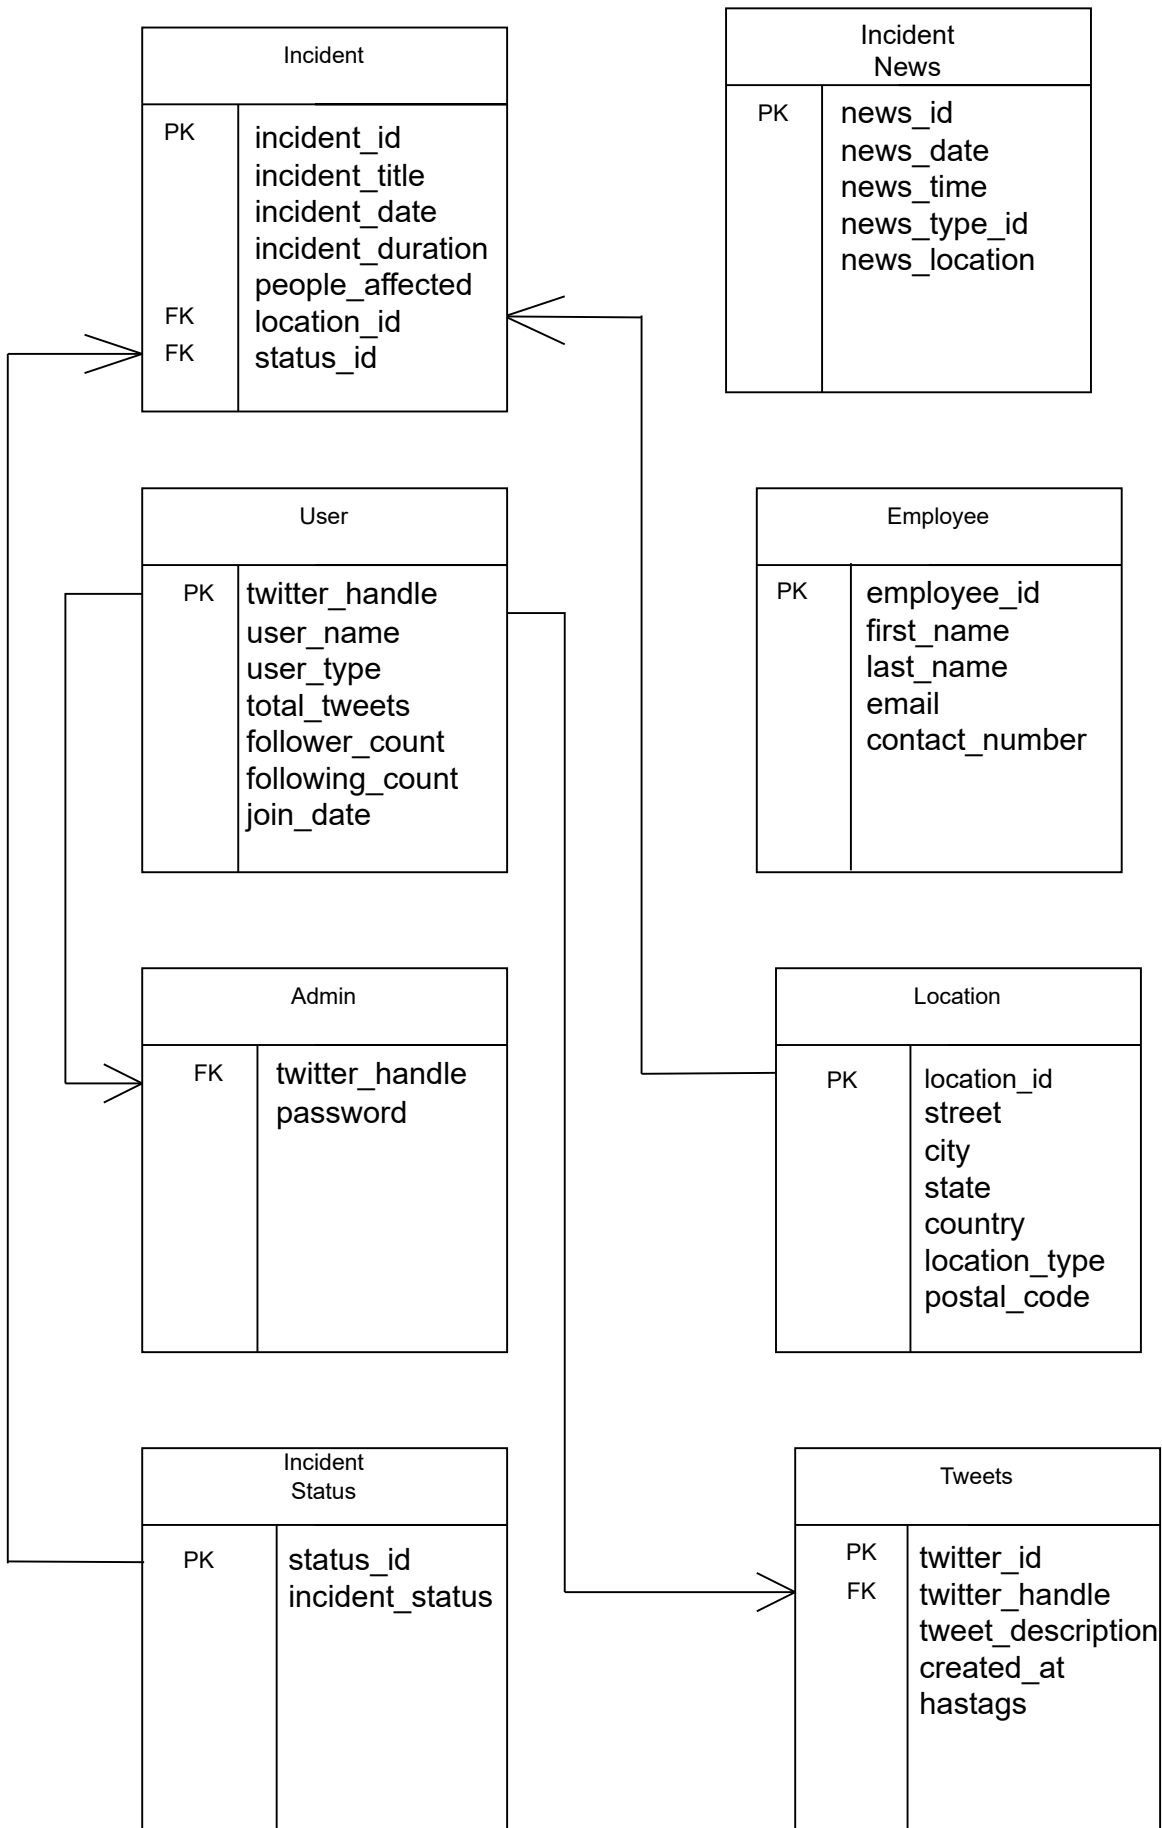 Incident
PK
incident_id
incident_title
incident_date
incident_duration
people_affected
FK
location_id
FK
status_id
Incident
News
PK
news_id
news_date
news_time
news_type_id
news_location
User
PK
twitter_handle
user_name
user_type
total_tweets
follower_count
following_count
join_date
Employee
PK
employee_id
first_name
last_name
email
contact_number
Admin
FK
twitter_handle
password
Location
PK
location_id
street
city
state
country
location_type
postal_code
Incident
Status
PK
status_id
incident_status
Tweets
PK
twitter_id
FK
twitter_handle
tweet_description
created_at
hastags